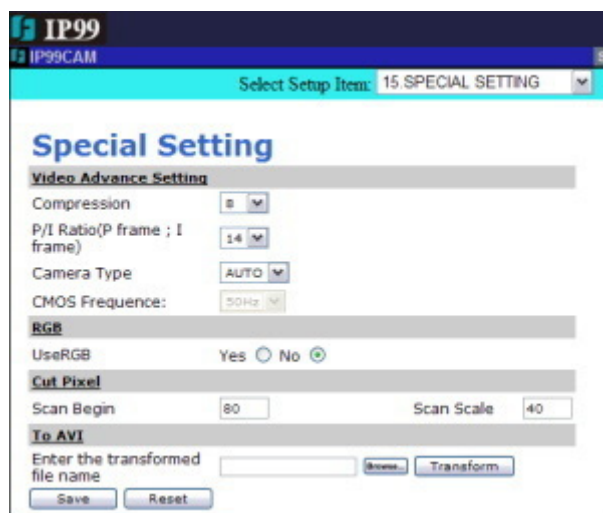 IP99
IP99CAM
Select Setup Item: 15.SPECIAL SETTING
Special Setting
Video Advance Setting
Compression 8
P/I Ratio(P frame ; I
frame) 14
Camera Type AUTO
CMOS Frequence: 50Hz
RGB
UseRGB Yes No
Cut Pixel
Scan Begin 80 Scan Scale 40
To AVI
Enter the transformed
file name Browse... Transform
Save Reset